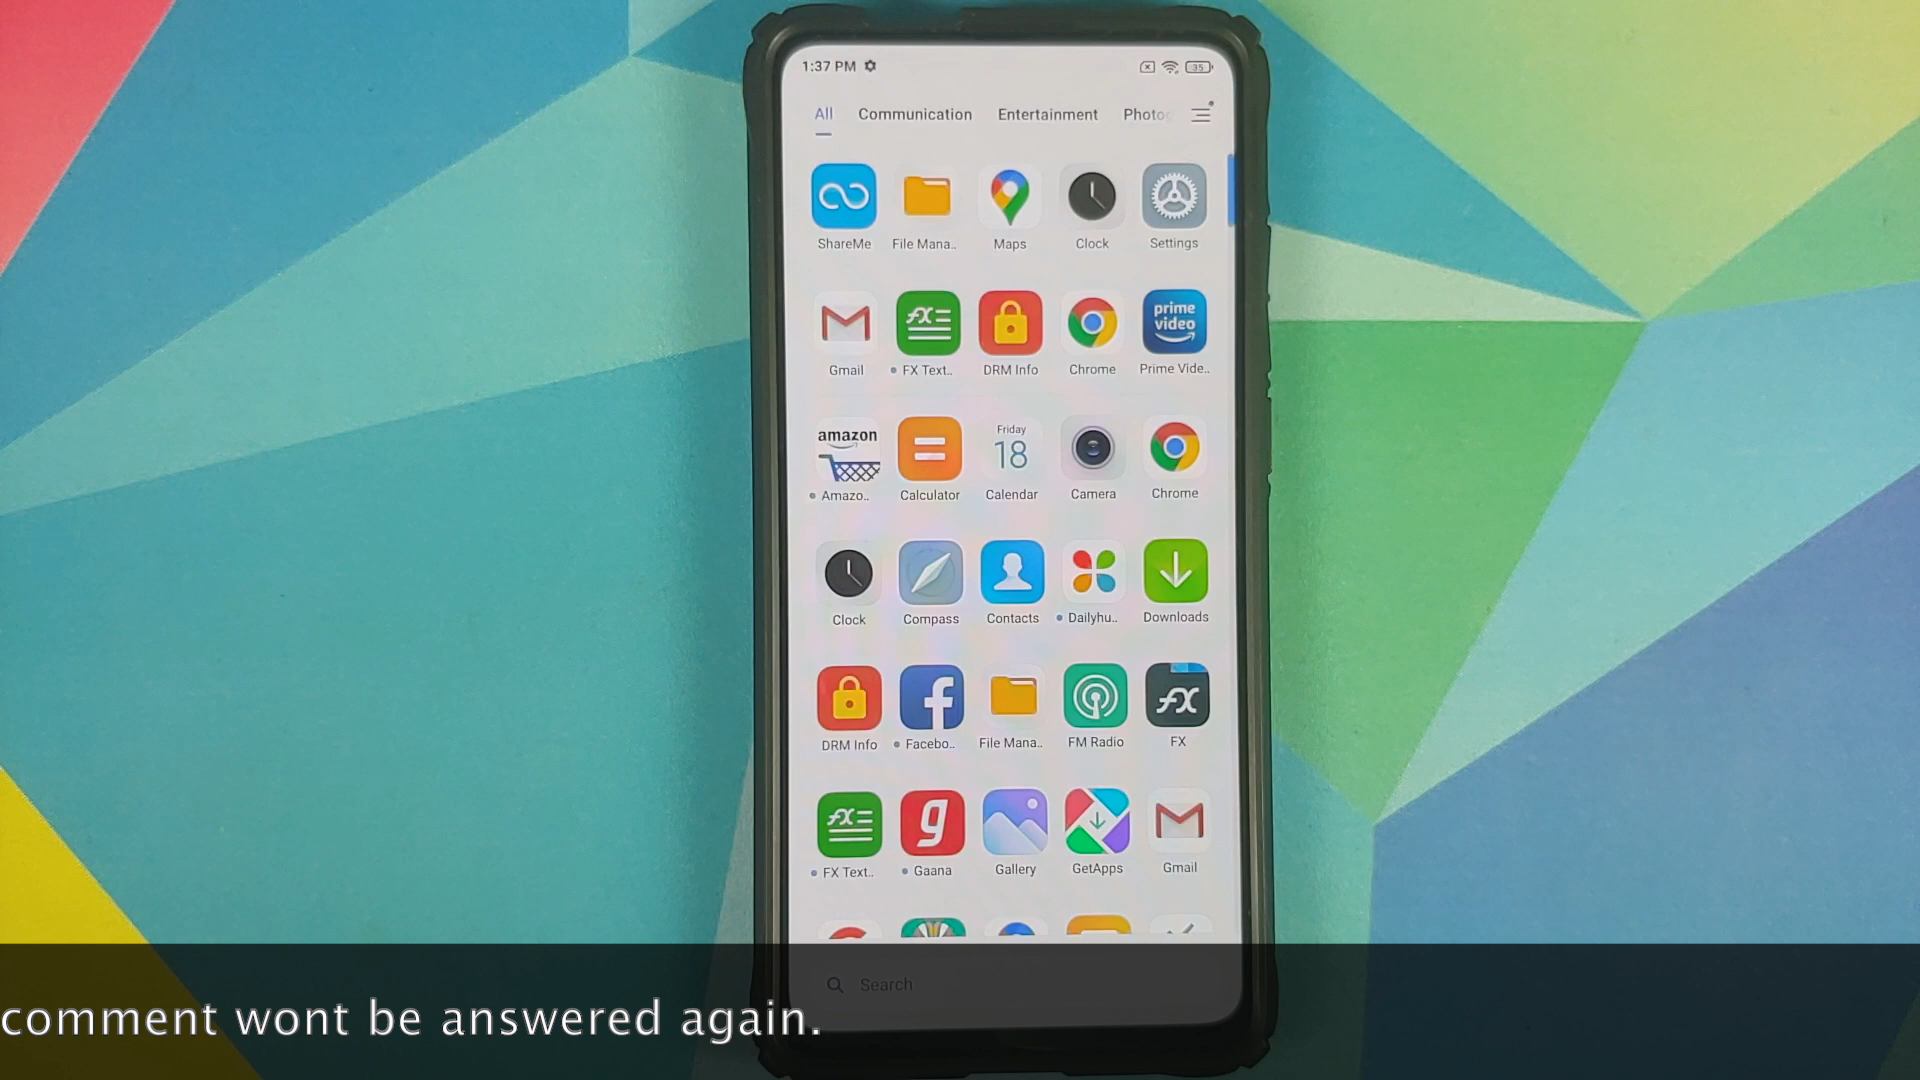 1:37 PM
35
All Communication Entertainment Photog
ShareMe File Mana.. Maps Clock Settings
prime
video
Gmail FX Text.. DRM Info Chrome Prime Vide..
amazon
Friday
18
Amazo.. Calculator Calendar Camera Chrome
Clock Compass Contacts Dailyhu.. Downloads
DRM Info Facebo.. File Mana.. FM Radio FX
FX Text.. Gaana Gallery GetApps Gmail
Search
comment wont be answered again.